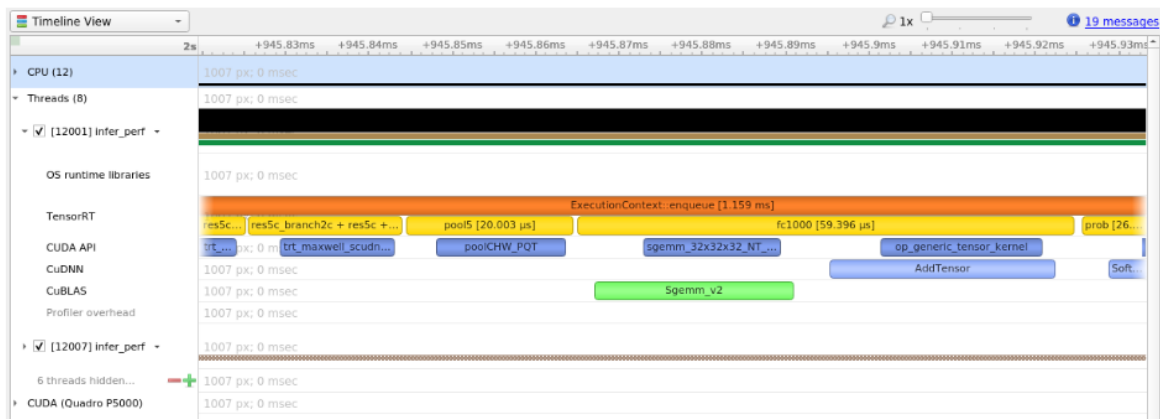 Timeline View 1x 19 messages
2s +945.83ms +945.84ms +945.85ms +945.86ms +945.87ms +945.88ms +945.89ms +945.9ms +945.91ms +945.92ms +945.93ms
CPU (12) 1007 px; 0 msec
Threads (8) 1007 px; 0 msec
[12001] infer_perf
OS runtime libraries 1007 px; 0 msec
ExecutionContext::enqueue [1.159 ms]
TensorRT
res5c... res5c_branch2c + res5c +... pool5 [20.003 µs] fc1000 [59.396 µs] prob [26....
CUDA API trt_... px; 0 m trt_maxwell_scudn... poolCHW_PQT sgemm_32x32x32_NT_... op_generic_tensor_kernel
CuDNN 1007 px; 0 msec AddTensor Soft...
CuBLAS 1007 px; 0 msec Sgemm_v2
Profiler overhead 1007 px; 0 msec
[12007] infer_perf 1007 px; 0 msec
6 threads hidden... 1007 px; 0 msec
CUDA (Quadro P5000) 1007 px; 0 msec